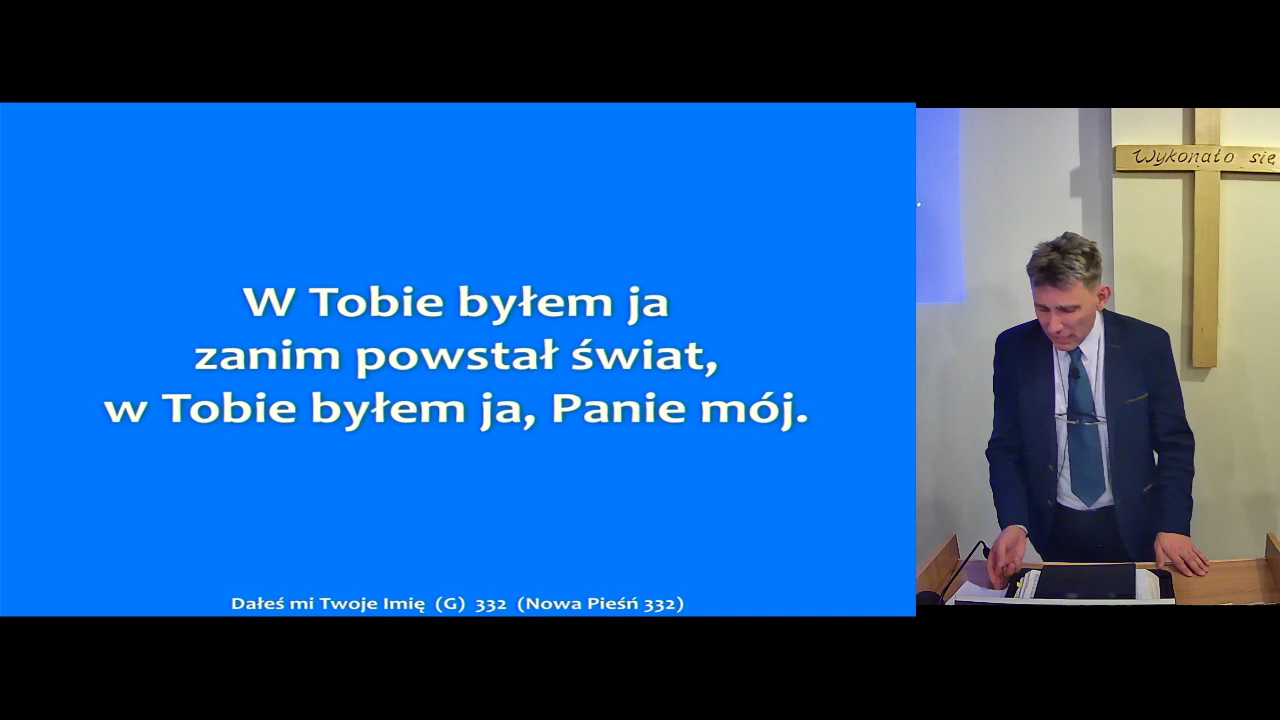 W Tobie byłem ja
zanim powstał świat,
w Tobie byłem ja, Panie mój.
Dałeś mi Twoje Imię (G) 332 (Nowa Pieśń 332)
Wykonało się